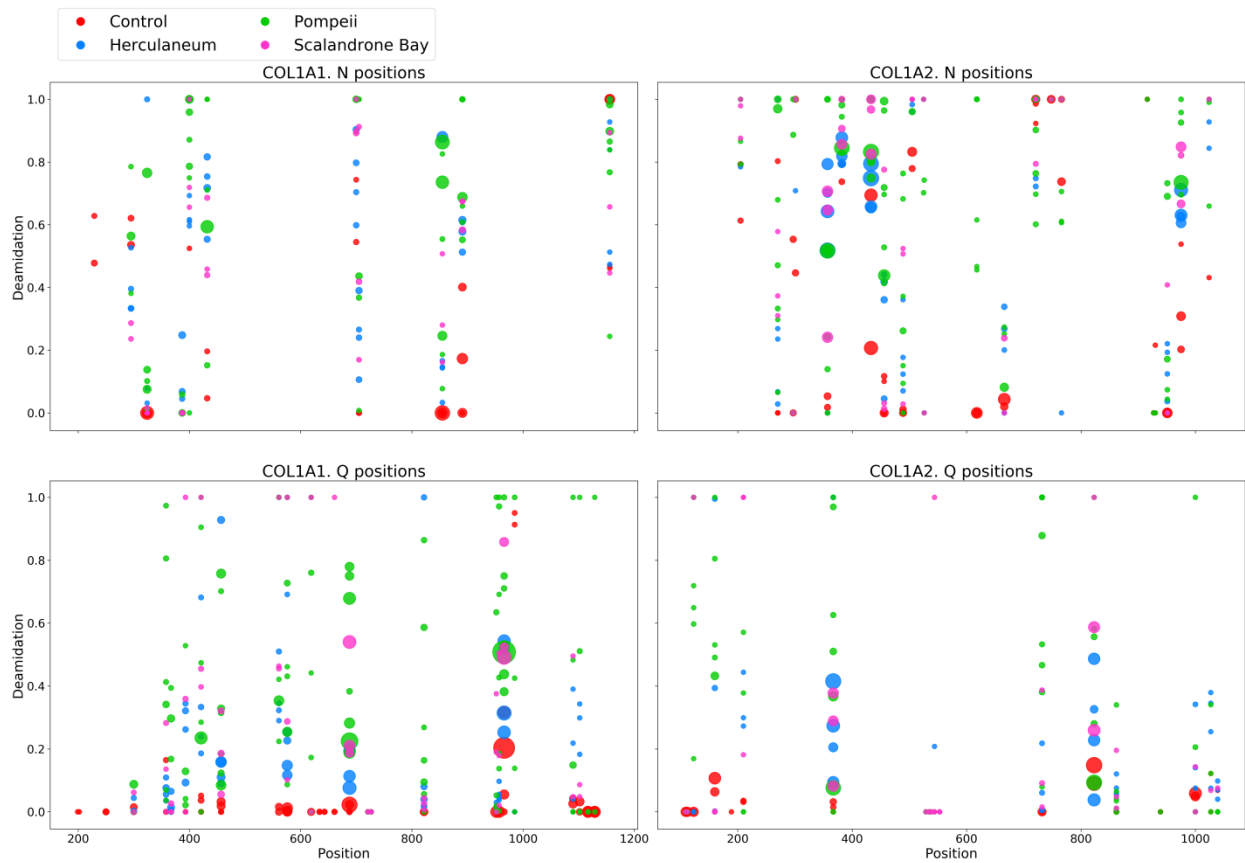 Control
Pompeii
Herculaneum
Scalandrone Bay
COL1A1. N positions
COL1A2. N positions
1.0
0.8
0.6
0.4
0.2
0.0
Deamidation
Deamidation
COL1A1. Q positions
COL1A2. Q positions
1.0
0.8
0.6
0.4
0.2
0.0
Deamidation
Deamidation
200 400 600 800 1000 1200
200 400 600 800 1000
Position
Position